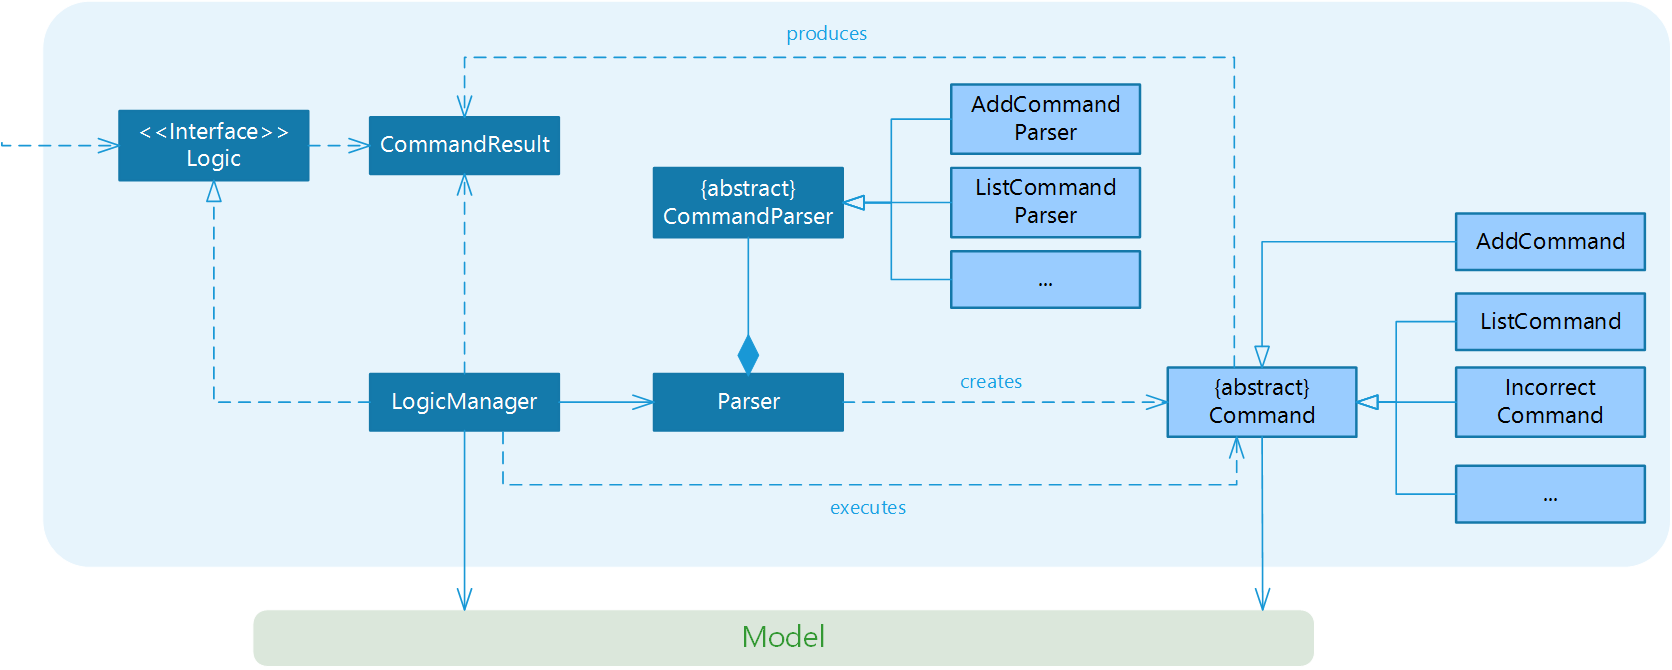 produces
<<Interface>>
Logic
CommandResult
{abstract}
CommandParser
AddCommand
Parser
ListCommand
Parser
...
AddCommand
ListCommand
Incorrect
Command
...
LogicManager
Parser
creates
{abstract}
Command
executes
Model